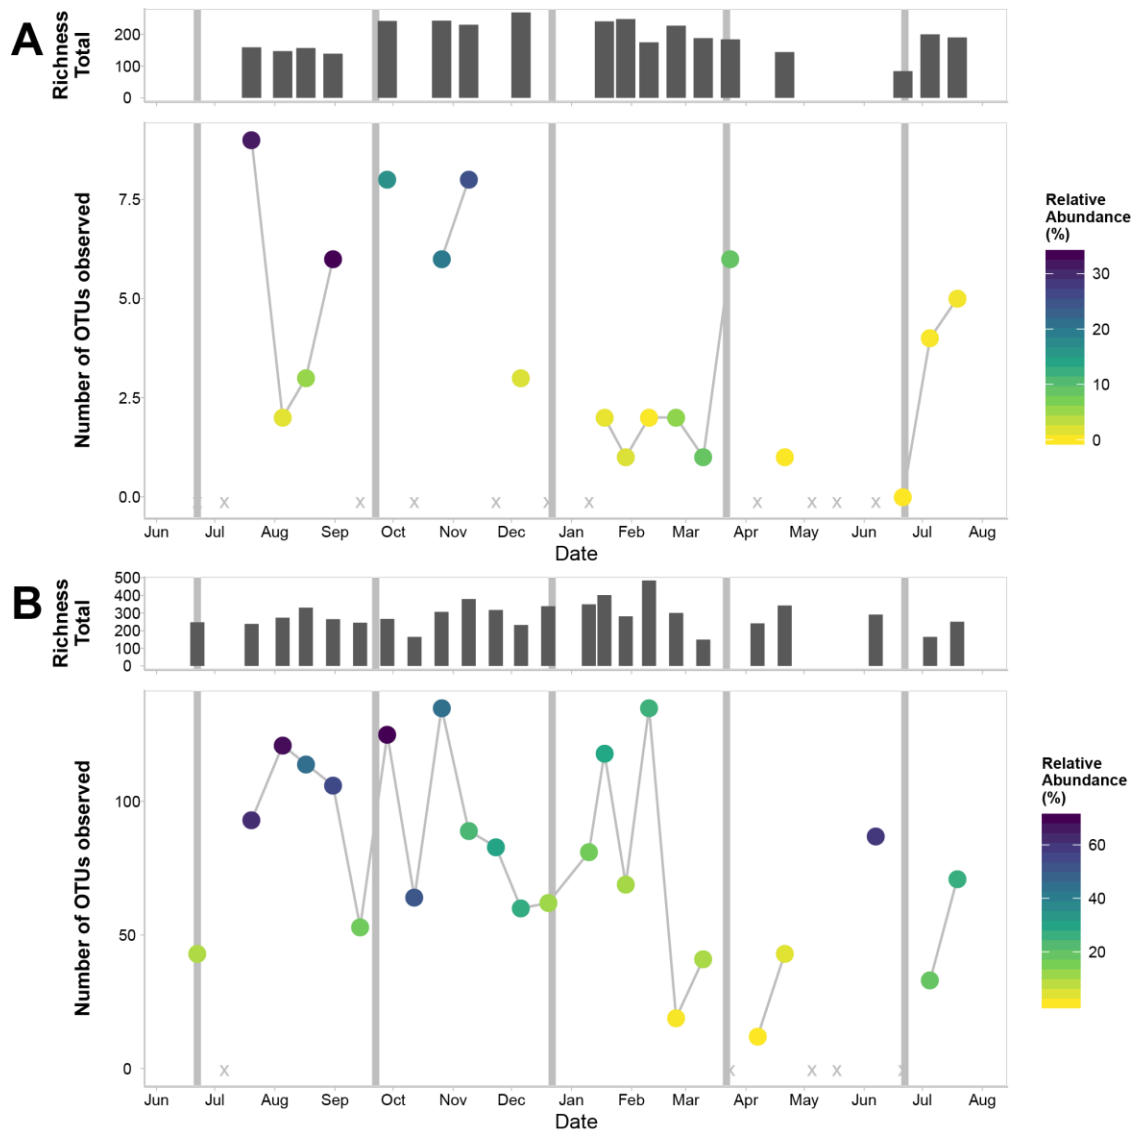 A
Richness
Total
200
100
0
Number of OTUs observed
7.5
5.0
2.5
0.0
x x x x x x x x x x x
Jun Jul Aug Sep Oct Nov Dec Jan Feb Mar Apr May Jun Jul Aug
Date
Relative
Abundance
(%)
30
20
10
0
B
Richness
Total
500
400
300
200
100
0
Number of OTUs observed
100
50
0
x x x x x
Jun Jul Aug Sep Oct Nov Dec Jan Feb Mar Apr May Jun Jul Aug
Date
Relative
Abundance
(%)
60
40
20